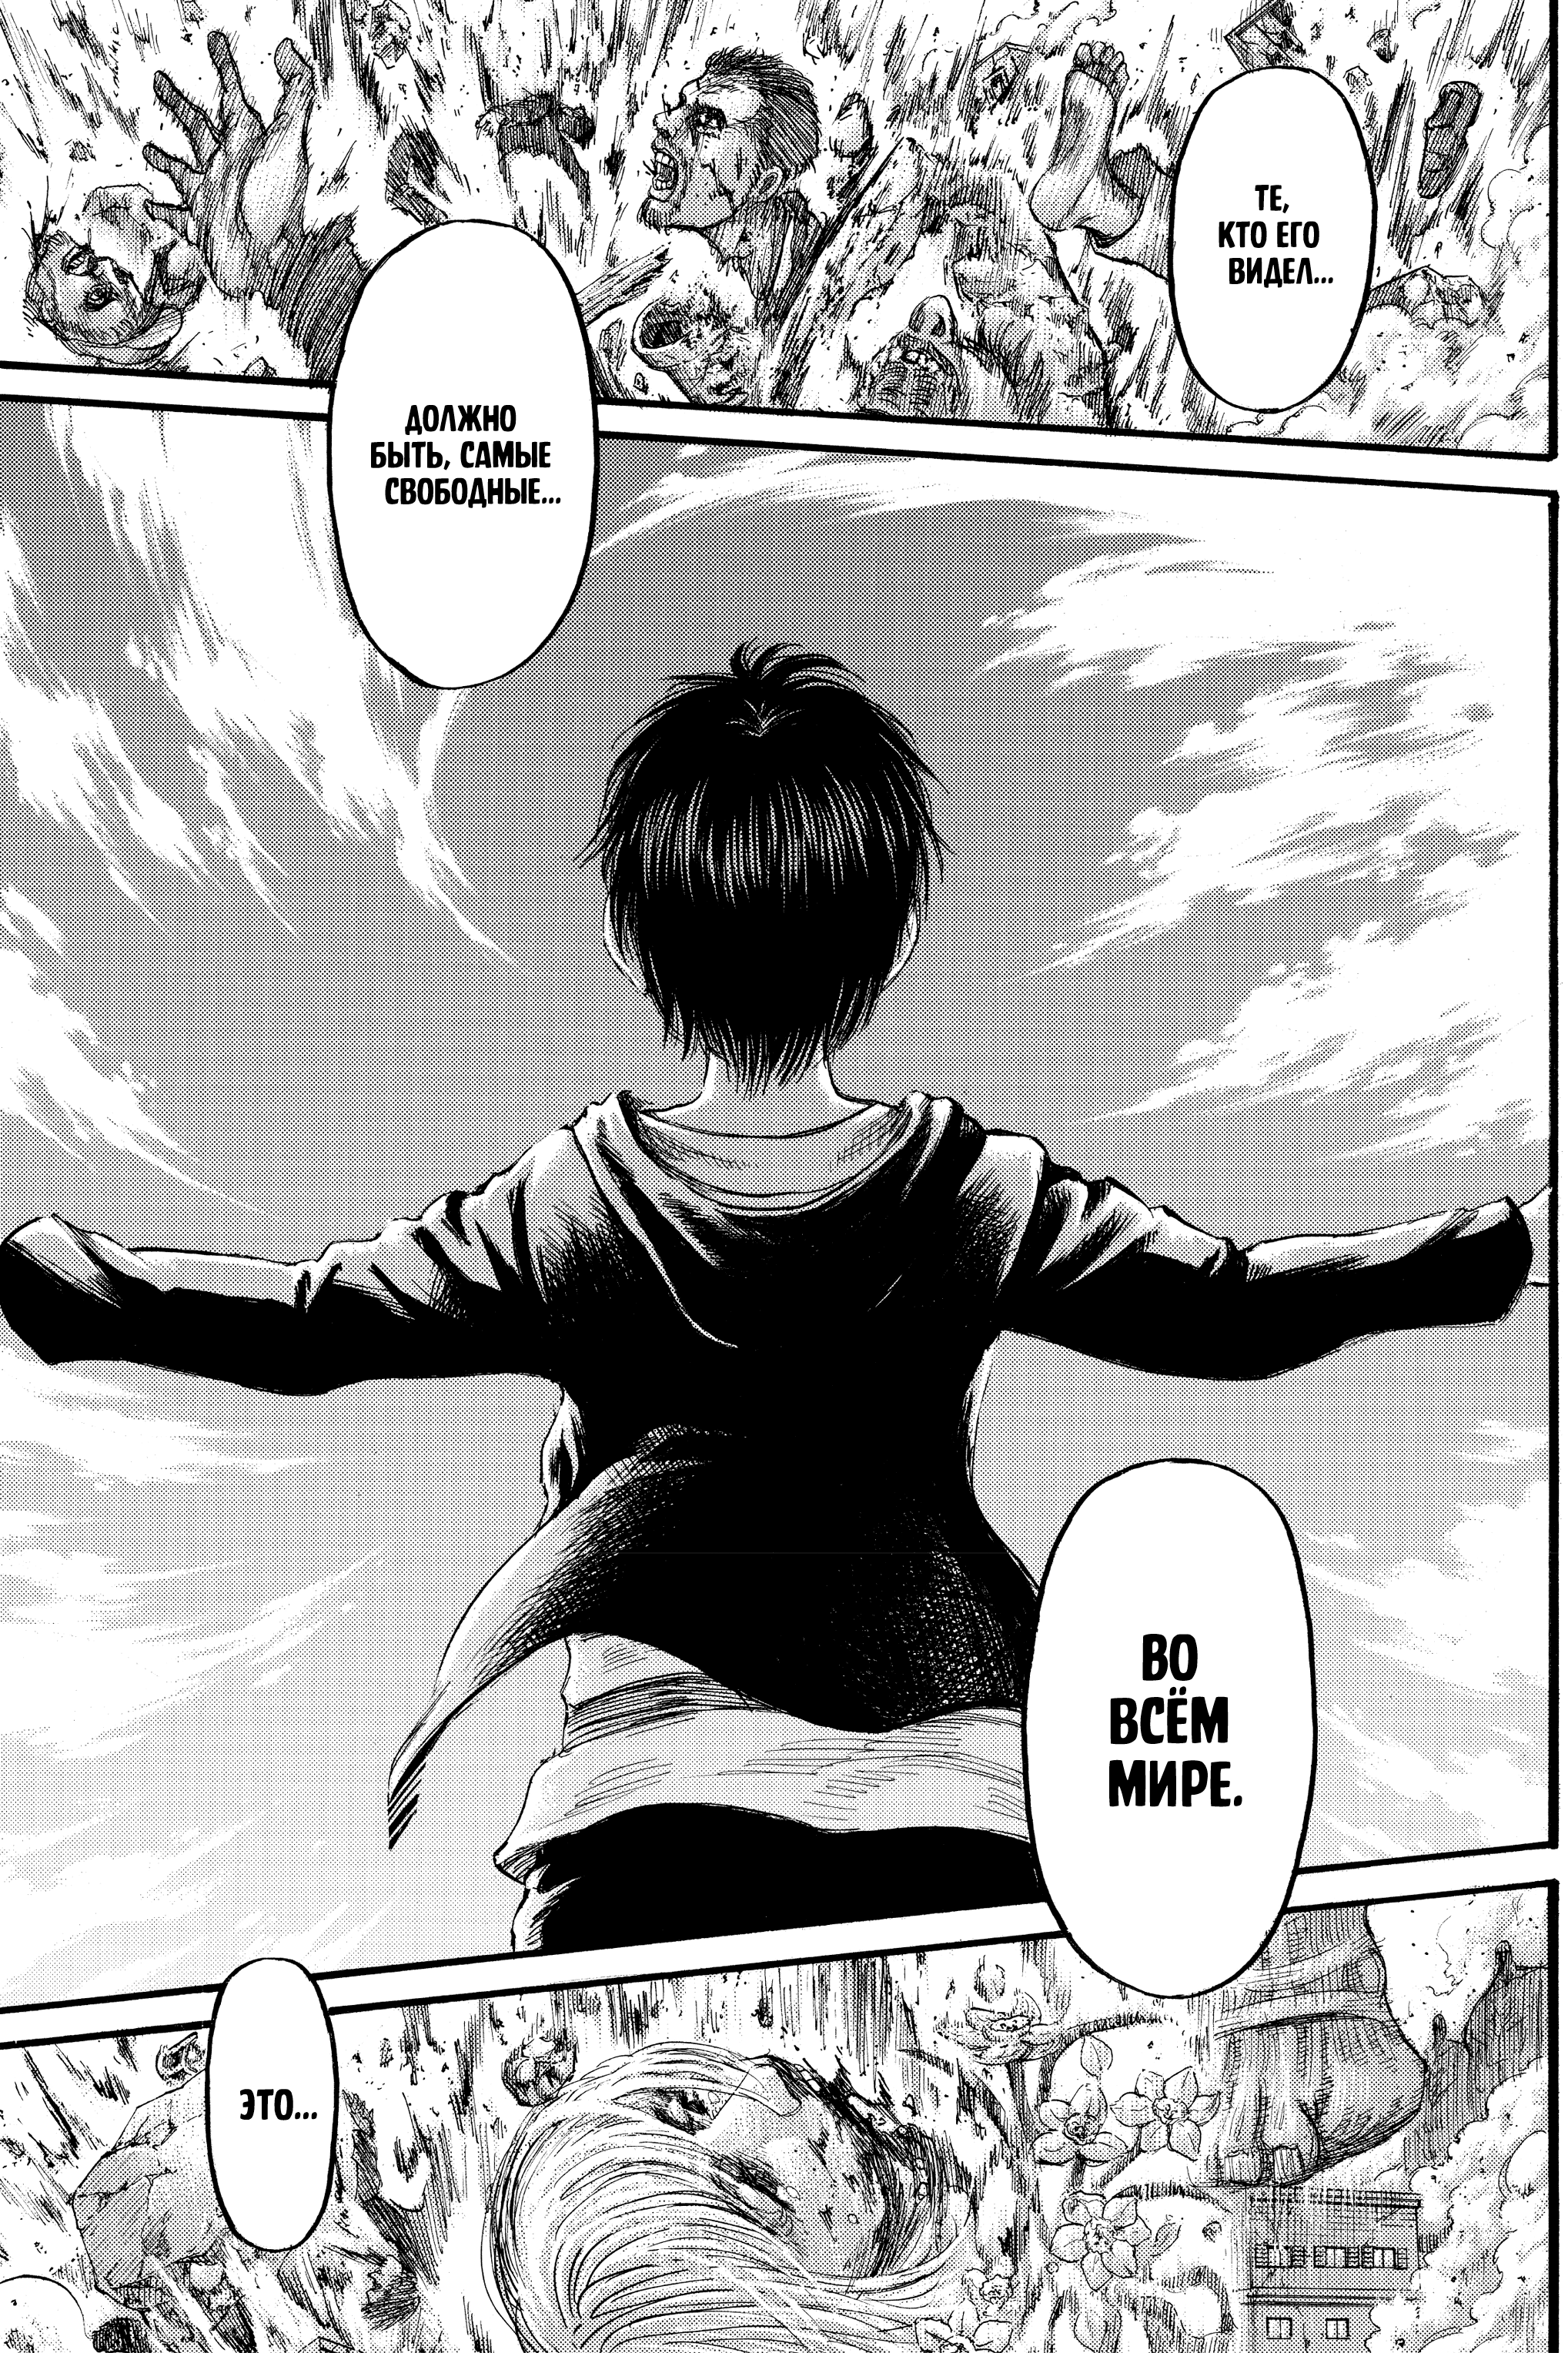 ТЕ,
КТО ЕГО
ВИДЕЛ...
ДОЛЖНО
БЫТЬ, САМЫЕ
СВОБОДНЫЕ...
ВО
ВСЁМ
МИРЕ.
ЭТО...